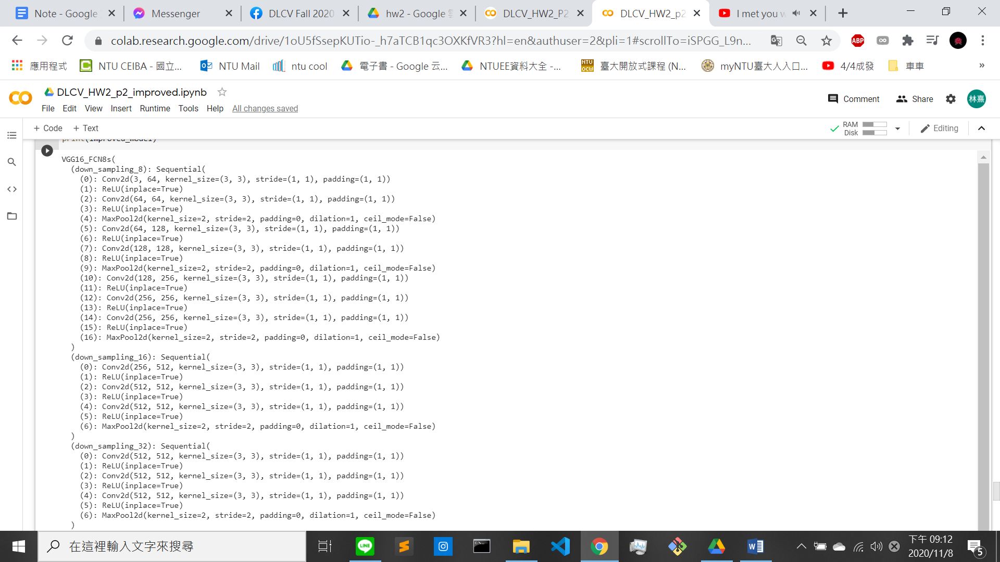 Note - Google
Messenger
DLCV Fall 2020
hw2 - Google 雲
DLCV_HW2_P2_
DLCV_HW2_p2
I met you w
colab.research.google.com/drive/1oU5fSsepKUTio-_h7aTCB1qc3OXKfVR3?hl=en&authuser=2&pli=1#scrollTo=iSPGG_L9n...
ABP
應用程式
NTU CEIBA - 國立...
NTU Mail
ntu cool
電子書 - Google 云...
NTUEE資料大全 -...
NTU OCW
臺大開放式課程 (N...
myNTU臺大人入口...
4/4成發
車車
»
DLCV_HW2_p2_improved.ipynb
File Edit View Insert Runtime Tools Help All changes saved
Comment
Share
林熹
+ Code + Text
RAM
Disk
Editing
print(improved_model)
VGG16_FCN8s(
(down_sampling_8): Sequential(
(0): Conv2d(3, 64, kernel_size=(3, 3), stride=(1, 1), padding=(1, 1))
(1): ReLU(inplace=True)
(2): Conv2d(64, 64, kernel_size=(3, 3), stride=(1, 1), padding=(1, 1))
(3): ReLU(inplace=True)
(4): MaxPool2d(kernel_size=2, stride=2, padding=0, dilation=1, ceil_mode=False)
(5): Conv2d(64, 128, kernel_size=(3, 3), stride=(1, 1), padding=(1, 1))
(6): ReLU(inplace=True)
(7): Conv2d(128, 128, kernel_size=(3, 3), stride=(1, 1), padding=(1, 1))
(8): ReLU(inplace=True)
(9): MaxPool2d(kernel_size=2, stride=2, padding=0, dilation=1, ceil_mode=False)
(10): Conv2d(128, 256, kernel_size=(3, 3), stride=(1, 1), padding=(1, 1))
(11): ReLU(inplace=True)
(12): Conv2d(256, 256, kernel_size=(3, 3), stride=(1, 1), padding=(1, 1))
(13): ReLU(inplace=True)
(14): Conv2d(256, 256, kernel_size=(3, 3), stride=(1, 1), padding=(1, 1))
(15): ReLU(inplace=True)
(16): MaxPool2d(kernel_size=2, stride=2, padding=0, dilation=1, ceil_mode=False)
)
(down_sampling_16): Sequential(
(0): Conv2d(256, 512, kernel_size=(3, 3), stride=(1, 1), padding=(1, 1))
(1): ReLU(inplace=True)
(2): Conv2d(512, 512, kernel_size=(3, 3), stride=(1, 1), padding=(1, 1))
(3): ReLU(inplace=True)
(4): Conv2d(512, 512, kernel_size=(3, 3), stride=(1, 1), padding=(1, 1))
(5): ReLU(inplace=True)
(6): MaxPool2d(kernel_size=2, stride=2, padding=0, dilation=1, ceil_mode=False)
)
(down_sampling_32): Sequential(
(0): Conv2d(512, 512, kernel_size=(3, 3), stride=(1, 1), padding=(1, 1))
(1): ReLU(inplace=True)
(2): Conv2d(512, 512, kernel_size=(3, 3), stride=(1, 1), padding=(1, 1))
(3): ReLU(inplace=True)
(4): Conv2d(512, 512, kernel_size=(3, 3), stride=(1, 1), padding=(1, 1))
(5): ReLU(inplace=True)
(6): MaxPool2d(kernel_size=2, stride=2, padding=0, dilation=1, ceil_mode=False)
)
在這裡輸入文字來搜尋
LINE
下午 09:12
2020/11/8
5